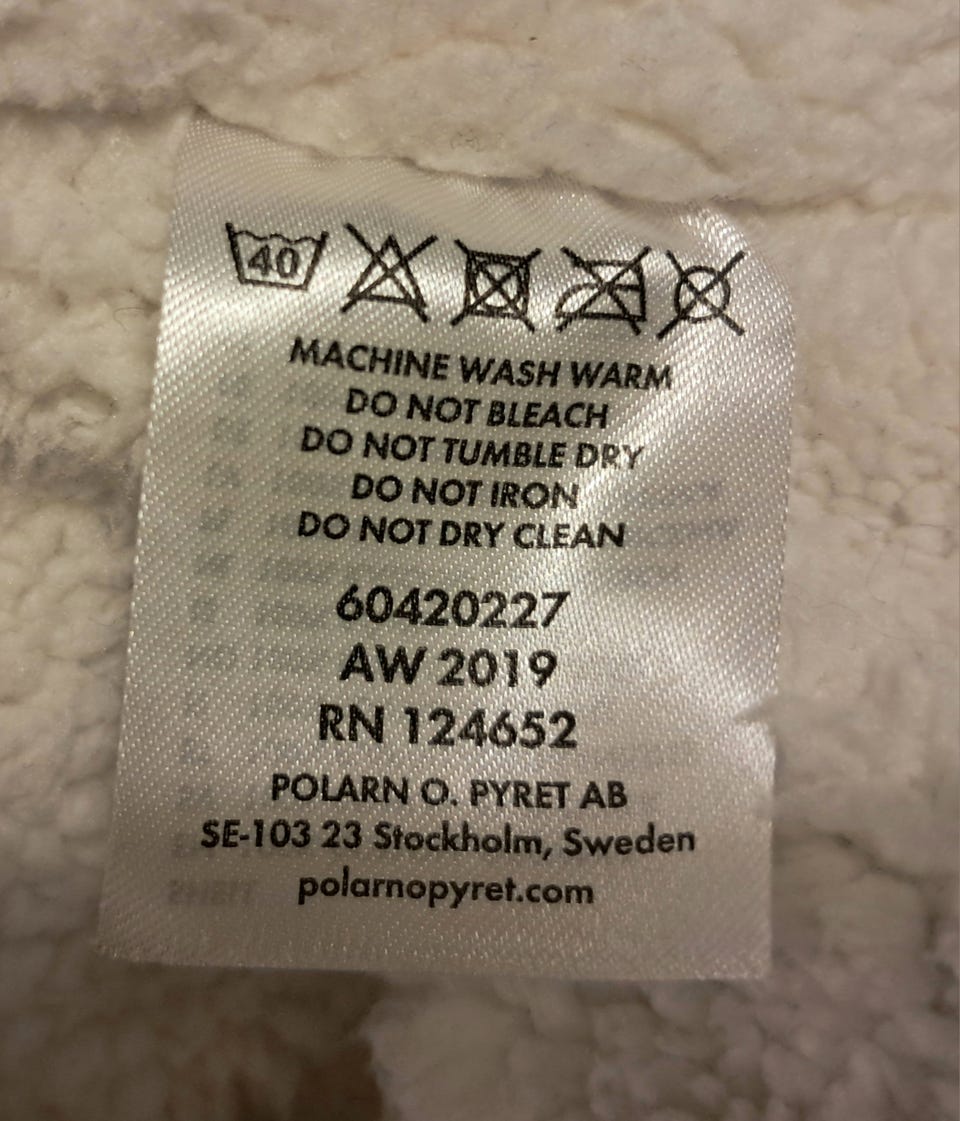 40
MACHINE WASH WARM
DO NOT BLEACH
DO NOT TUMBLE DRY
DO NOT IRON
DO NOT DRY CLEAN
60420227
AW 2019
RN 124652
POLARN O. PYRET AB
SE-103 23 Stockholm, Sweden
polarnopyret.com